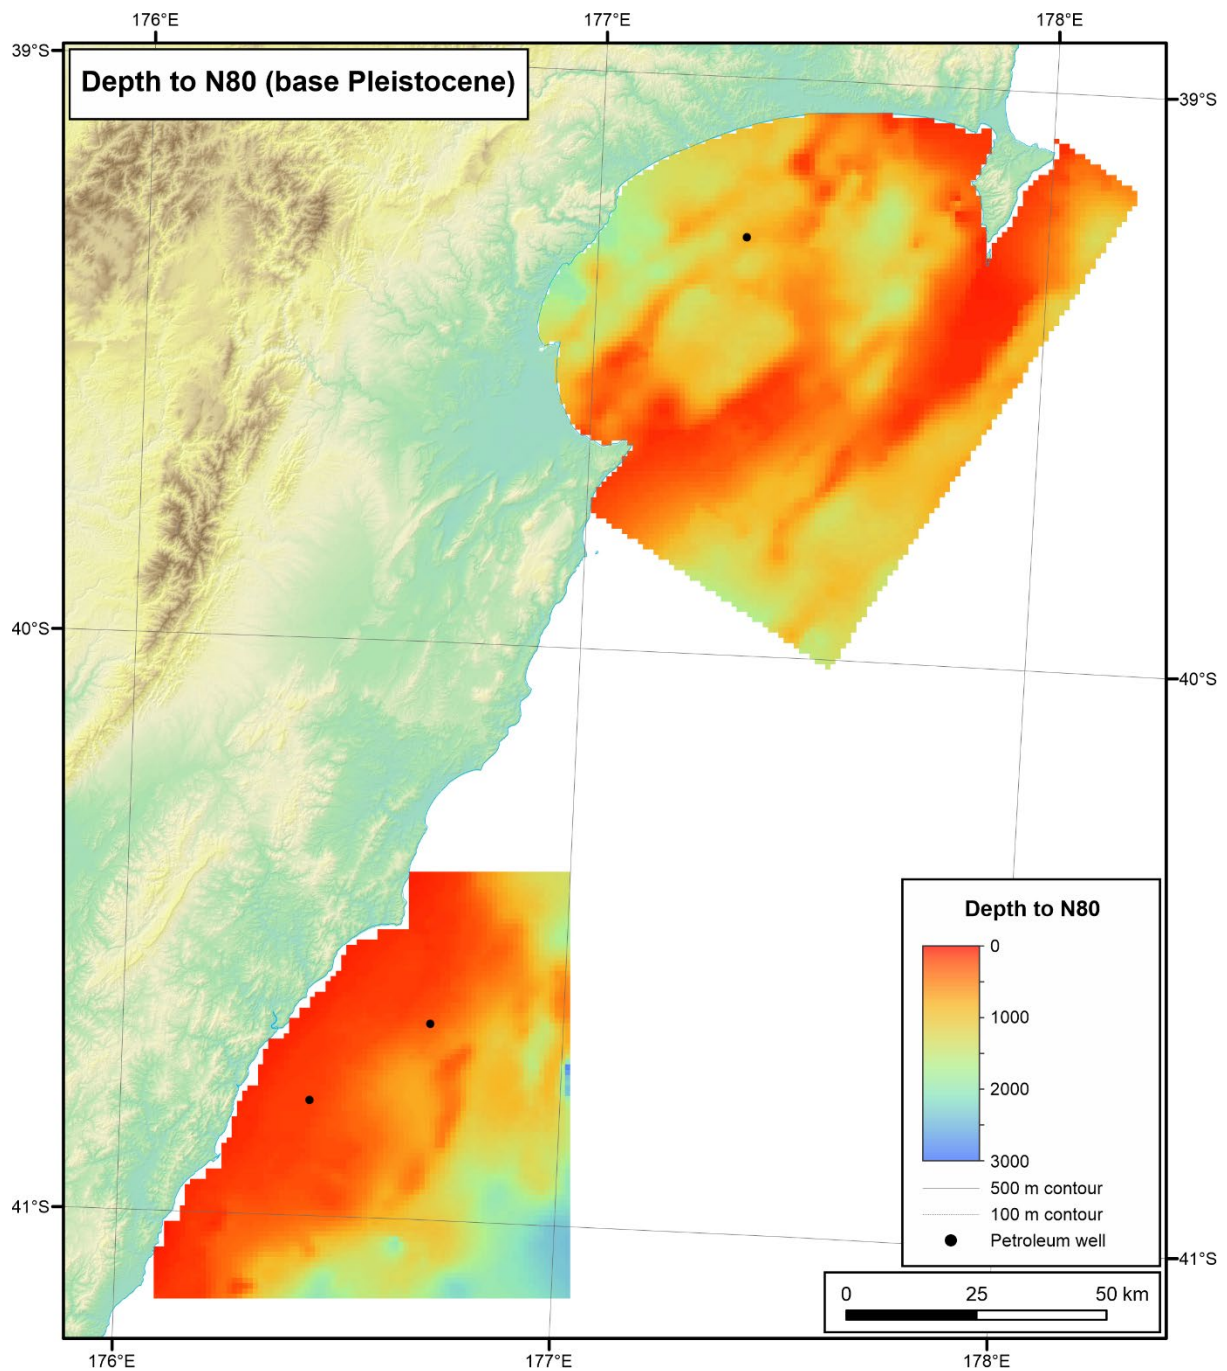 176°E
177°E
178°E
39°S
Depth to N80 (base Pleistocene)
39°S
40°S
40°S
Depth to N80
0
1000
2000
3000
500 m contour
100 m contour
Petroleum well
41°S
41°S
0 25 50 km
176°E
177°E
178°E